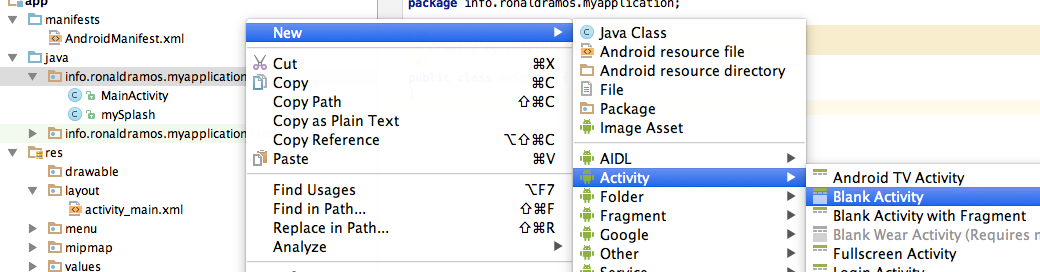 app
manifests
AndroidManifest.xml
java
info.ronaldramos.myapplication
MainActivity
mySplash
info.ronaldramos.myapplication
res
drawable
layout
activity_main.xml
menu
mipmap
values
package info.ronaldramos.myapplication;
public class
New
Cut ⌘X
Copy ⌘C
Copy Path ⇧⌘C
Copy as Plain Text
Copy Reference ⌥⇧⌘C
Paste ⌘V
Find Usages ⌥F7
Find in Path... ⇧⌘F
Replace in Path... ⇧⌘R
Analyze
Java Class
Android resource file
Android resource directory
File
Package
Image Asset
AIDL
Activity
Folder
Fragment
Google
Other
Service
Android TV Activity
Blank Activity
Blank Activity with Fragment
Blank Wear Activity (Requires
Fullscreen Activity
Login Activity